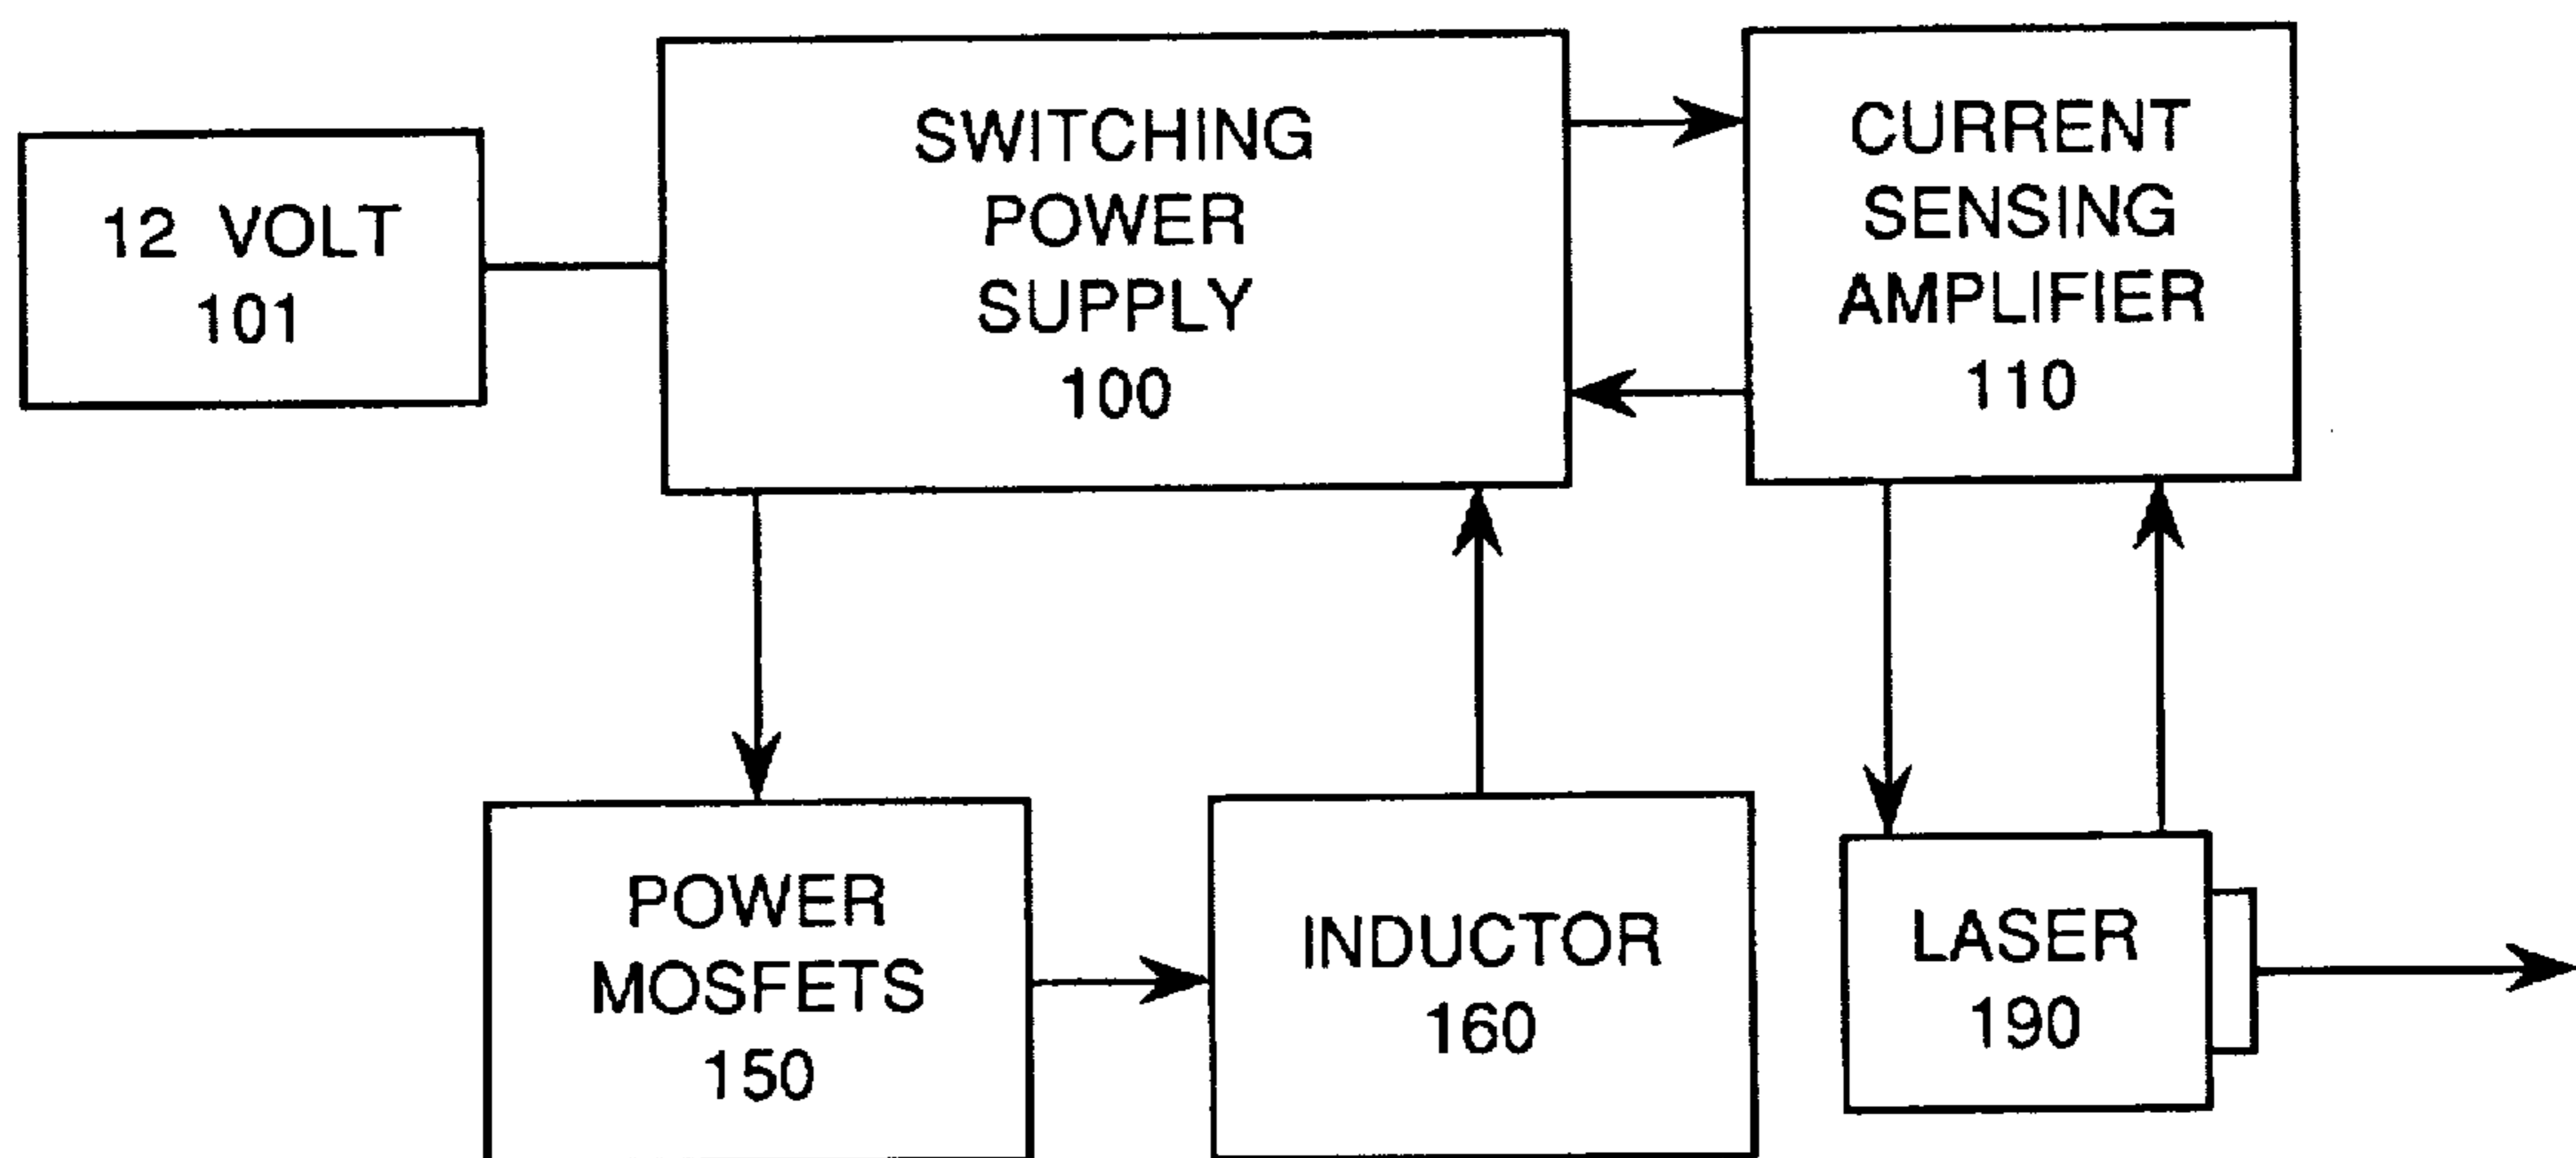 12 VOLT
101
SWITCHING
POWER
SUPPLY
100
CURRENT
SENSING
AMPLIFIER
110
POWER
MOSFETS
150
INDUCTOR
160
LASER
190